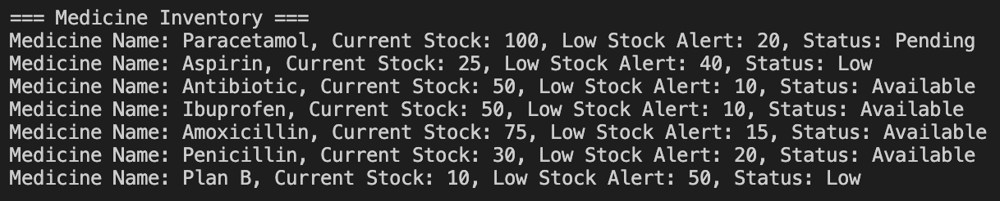 === Medicine Inventory ===
Medicine Name: Paracetamol, Current Stock: 100, Low Stock Alert: 20, Status: Pending
Medicine Name: Aspirin, Current Stock: 25, Low Stock Alert: 40, Status: Low
Medicine Name: Antibiotic, Current Stock: 50, Low Stock Alert: 10, Status: Available
Medicine Name: Ibuprofen, Current Stock: 50, Low Stock Alert: 10, Status: Available
Medicine Name: Amoxicillin, Current Stock: 75, Low Stock Alert: 15, Status: Available
Medicine Name: Penicillin, Current Stock: 30, Low Stock Alert: 20, Status: Available
Medicine Name: Plan B, Current Stock: 10, Low Stock Alert: 50, Status: Low